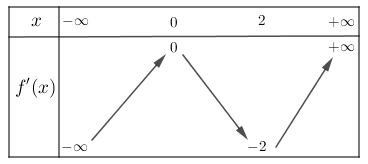 x −∞ 0 2 +∞
0 +∞
f′(x)
−∞ −2